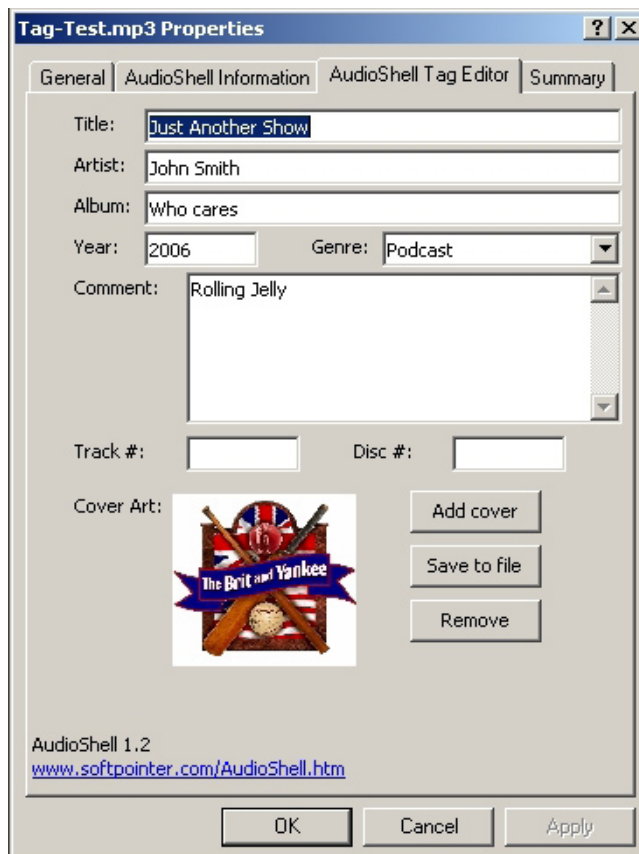 Tag-Test.mp3 Properties
General AudioShell Information AudioShell Tag Editor Summary
Title: Just Another Show
Artist: John Smith
Album: Who cares
Year: 2006 Genre: Podcast
Comment: Rolling Jelly
Track #: Disc #:
Cover Art:
The Brit and Yankee
Add cover
Save to file
Remove
AudioShell 1.2
www.softpointer.com/AudioShell.htm
OK Cancel Apply